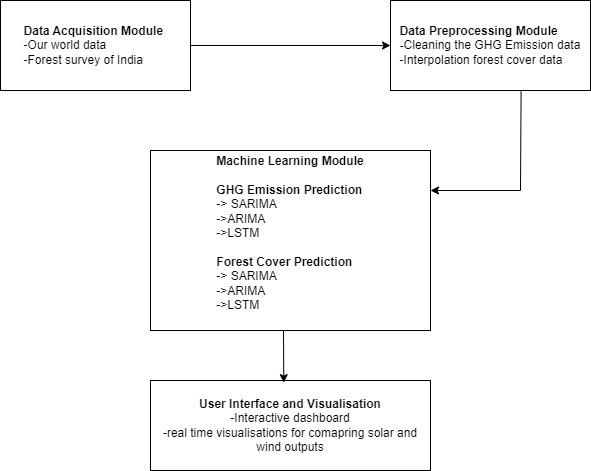 Data Acquisition Module
-Our world data
-Forest survey of India
Data Preprocessing Module
-Cleaning the GHG Emission data
-Interpolation forest cover data
Machine Learning Module
GHG Emission Prediction
-> SARIMA
->ARIMA
->LSTM
Forest Cover Prediction
-> SARIMA
->ARIMA
->LSTM
User Interface and Visualisation
-Interactive dashboard
-real time visualisations for comapring solar and
wind outputs